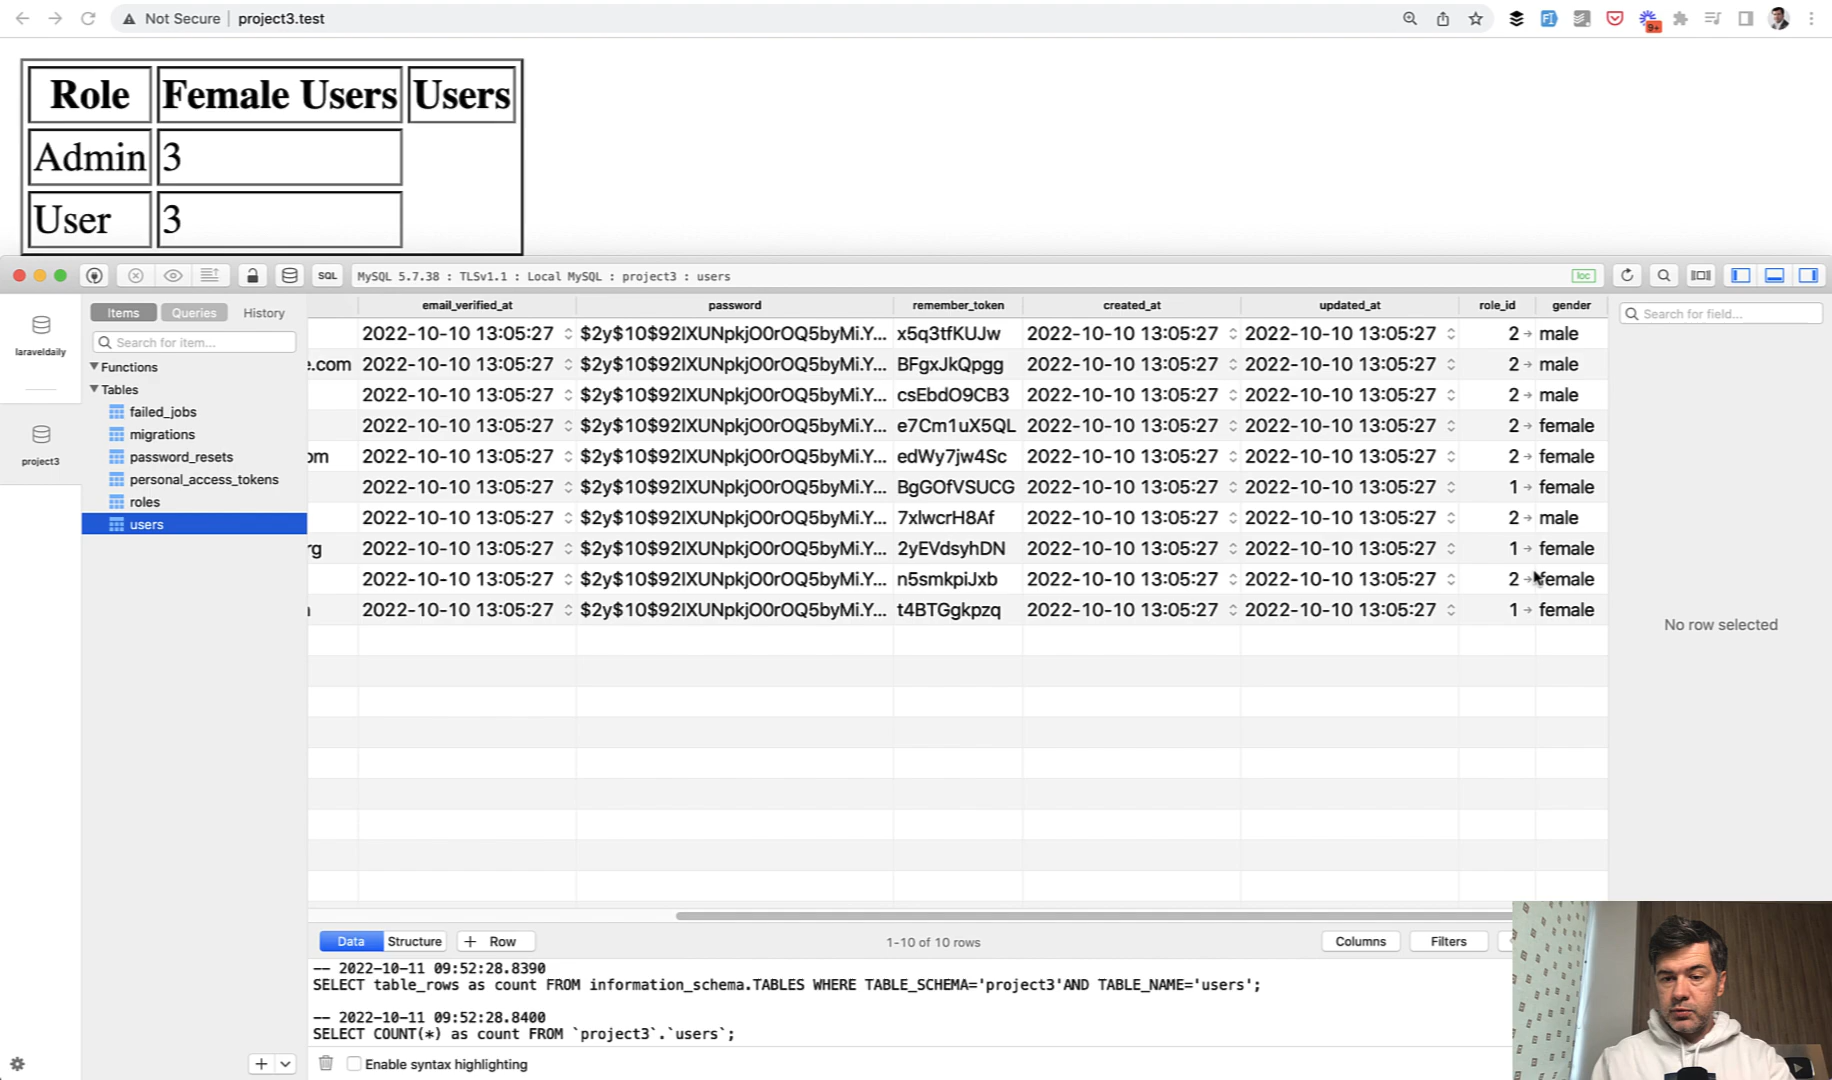 Not Secure project3.test
9+
Role Female Users Users
Admin 3
User 3
SQL MySQL 5.7.38 : TLSv1.1 : Local MySQL : project3 : users loc
Items Queries History
Search for item...
Functions
Tables
failed_jobs
migrations
password_resets
personal_access_tokens
roles
users
laraveldaily
project3
email_verified_at password remember_token created_at updated_at role_id gender
2022-10-10 13:05:27 $2y$10$92IXUNpkjO0rOQ5byMi.Y... x5q3tfKUJw 2022-10-10 13:05:27 2022-10-10 13:05:27 2 male
e.com 2022-10-10 13:05:27 $2y$10$92IXUNpkjO0rOQ5byMi.Y... BFgxJkQpgg 2022-10-10 13:05:27 2022-10-10 13:05:27 2 male
2022-10-10 13:05:27 $2y$10$92IXUNpkjO0rOQ5byMi.Y... csEbdO9CB3 2022-10-10 13:05:27 2022-10-10 13:05:27 2 male
2022-10-10 13:05:27 $2y$10$92IXUNpkjO0rOQ5byMi.Y... e7Cm1uX5QL 2022-10-10 13:05:27 2022-10-10 13:05:27 2 female
om 2022-10-10 13:05:27 $2y$10$92IXUNpkjO0rOQ5byMi.Y... edWy7jw4Sc 2022-10-10 13:05:27 2022-10-10 13:05:27 2 female
2022-10-10 13:05:27 $2y$10$92IXUNpkjO0rOQ5byMi.Y... BgGOfVSUCG 2022-10-10 13:05:27 2022-10-10 13:05:27 1 female
2022-10-10 13:05:27 $2y$10$92IXUNpkjO0rOQ5byMi.Y... 7xlwcrH8Af 2022-10-10 13:05:27 2022-10-10 13:05:27 2 male
rg 2022-10-10 13:05:27 $2y$10$92IXUNpkjO0rOQ5byMi.Y... 2yEVdsyhDN 2022-10-10 13:05:27 2022-10-10 13:05:27 1 female
2022-10-10 13:05:27 $2y$10$92IXUNpkjO0rOQ5byMi.Y... n5smkpiJxb 2022-10-10 13:05:27 2022-10-10 13:05:27 2 female
2022-10-10 13:05:27 $2y$10$92IXUNpkjO0rOQ5byMi.Y... t4BTGgkpzq 2022-10-10 13:05:27 2022-10-10 13:05:27 1 female
Search for field...
No row selected
Data Structure + Row 1-10 of 10 rows Columns Filters
-- 2022-10-11 09:52:28.8390
SELECT table_rows as count FROM information_schema.TABLES WHERE TABLE_SCHEMA='project3'AND TABLE_NAME='users';
-- 2022-10-11 09:52:28.8400
SELECT COUNT(*) as count FROM `project3`.`users`;
Enable syntax highlighting